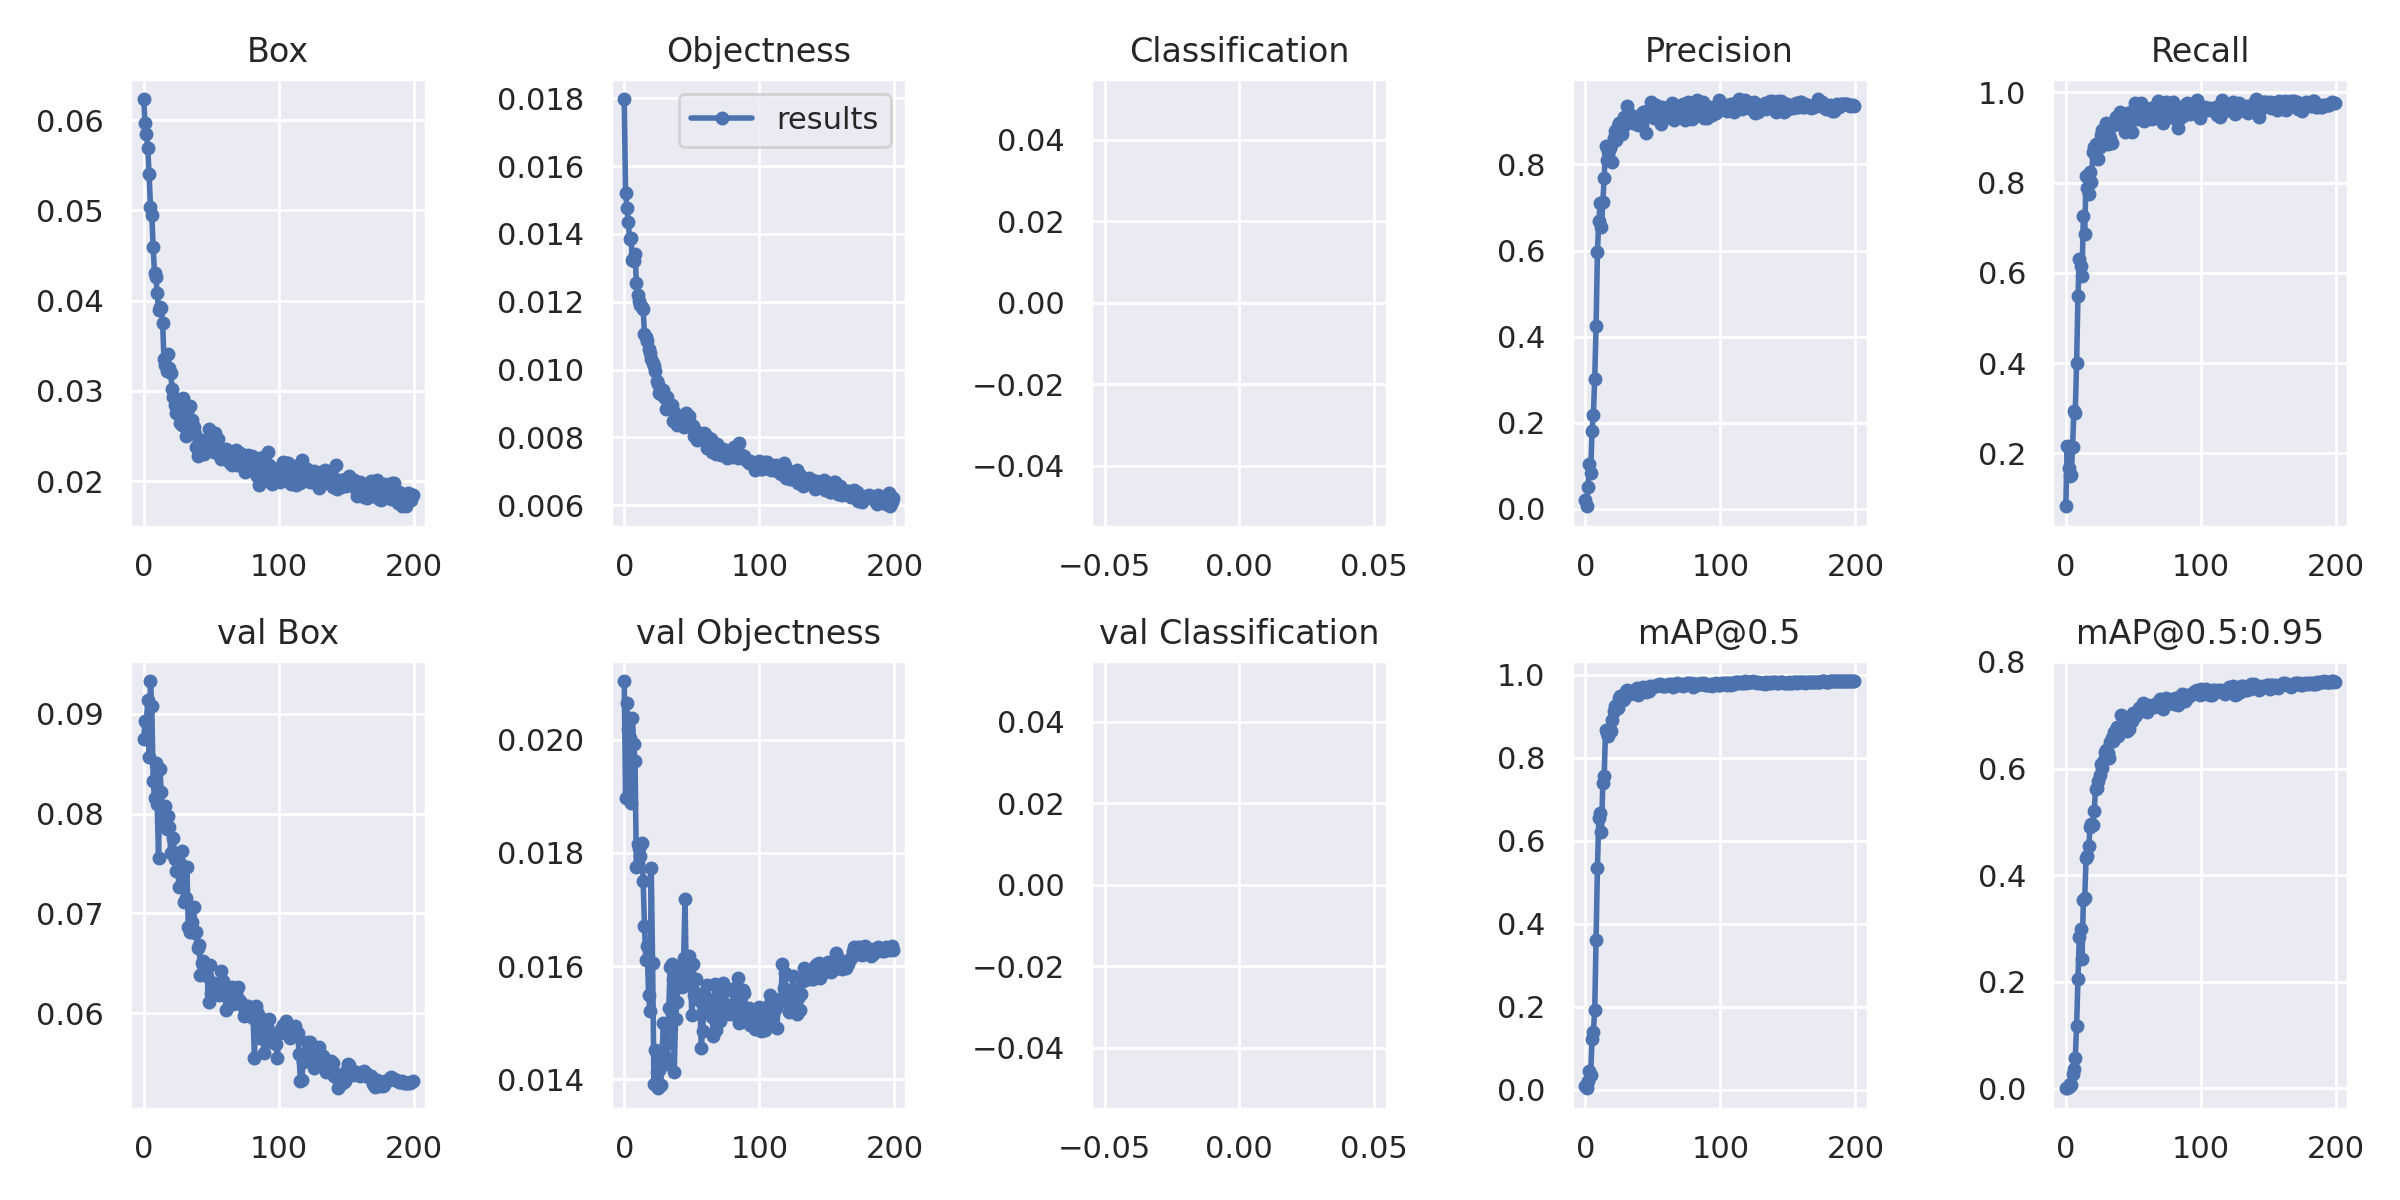 Box
0.06
0.05
0.04
0.03
0.02
0 100 200
Objectness
results
0.018
0.016
0.014
0.012
0.010
0.008
0.006
0 100 200
Classification
0.04
0.02
0.00
−0.02
−0.04
−0.05 0.00 0.05
Precision
0.8
0.6
0.4
0.2
0.0
0 100 200
Recall
1.0
0.8
0.6
0.4
0.2
0 100 200
val Box
0.09
0.08
0.07
0.06
0 100 200
val Objectness
0.020
0.018
0.016
0.014
0 100 200
val Classification
0.04
0.02
0.00
−0.02
−0.04
−0.05 0.00 0.05
mAP@0.5
1.0
0.8
0.6
0.4
0.2
0.0
0 100 200
mAP@0.5:0.95
0.8
0.6
0.4
0.2
0.0
0 100 200